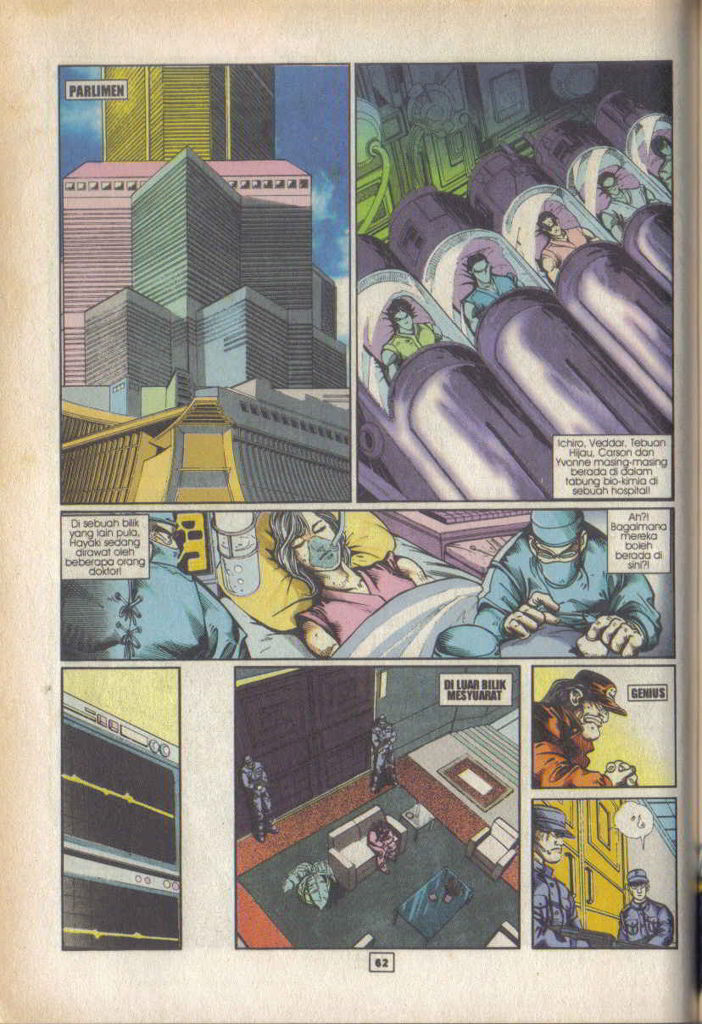 PARLIMEN
Ichiro, Veddar, Tebuan
Hijau, Carson dan
Yvonne masing-masing
berada di dalam
tabung bio-kimia di
sebuah hospital!
Di sebuah bilik
yang lain pula,
Hayaki sedang
dirawat oleh
beberapa orang
doktor!
Ah?!
Bagaimana
mereka
boleh
berada di
sini?!
DI LUAR BILIK
MESYUARAT
GENIUS
62